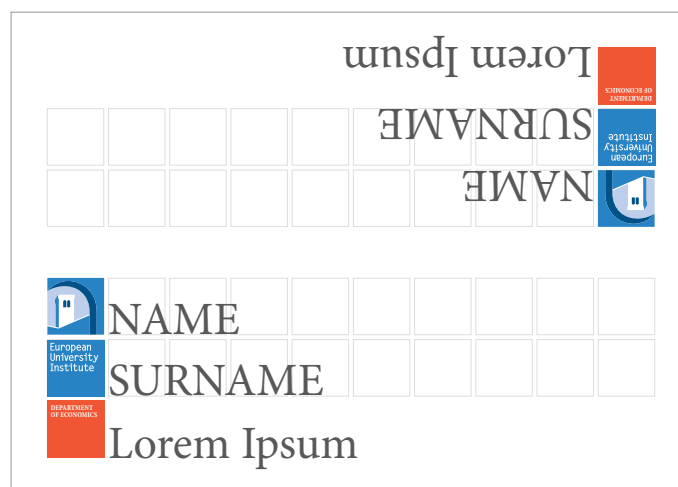 Lorem Ipsum
DEPARTMENT
OF ECONOMICS
SURNAME
European
University
Institute
NAME
NAME
European
University
Institute
SURNAME
DEPARTMENT
OF ECONOMICS
Lorem Ipsum